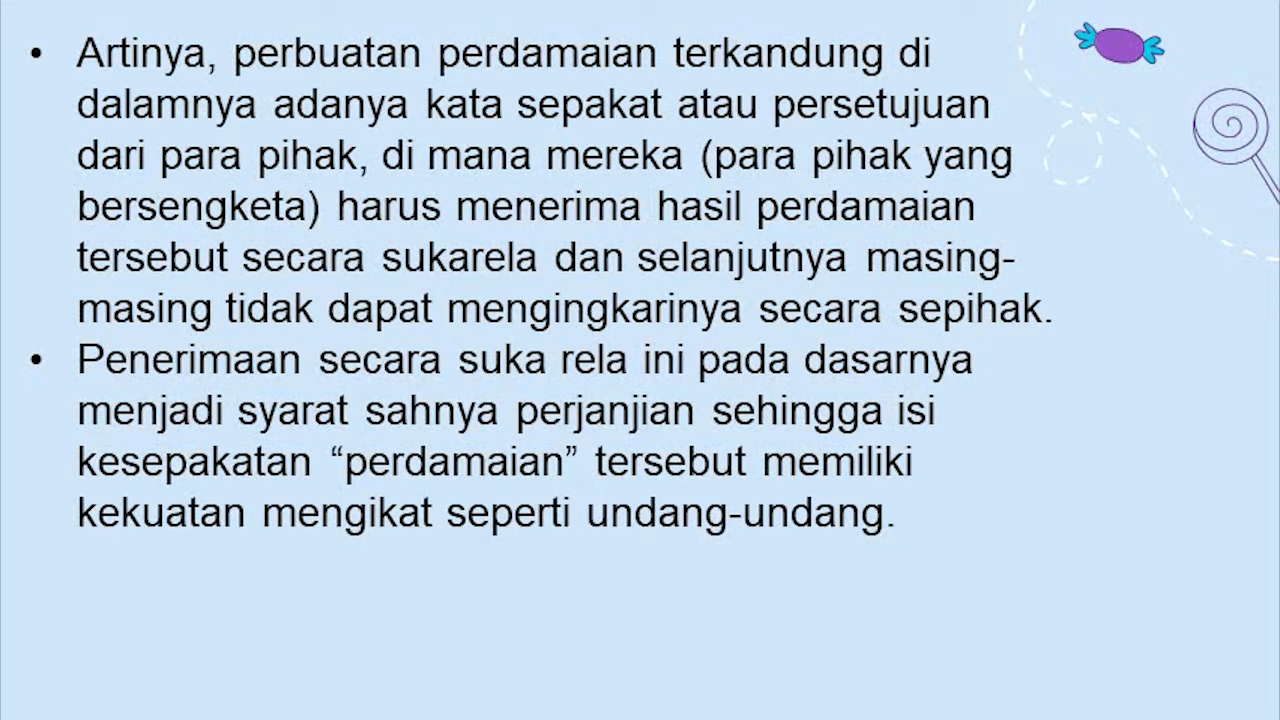 • Artinya, perbuatan perdamaian terkandung di
dalamnya adanya kata sepakat atau persetujuan
dari para pihak, di mana mereka (para pihak yang
bersengketa) harus menerima hasil perdamaian
tersebut secara sukarela dan selanjutnya masing-
masing tidak dapat mengingkarinya secara sepihak.
• Penerimaan secara suka rela ini pada dasarnya
menjadi syarat sahnya perjanjian sehingga isi
kesepakatan “perdamaian” tersebut memiliki
kekuatan mengikat seperti undang-undang.